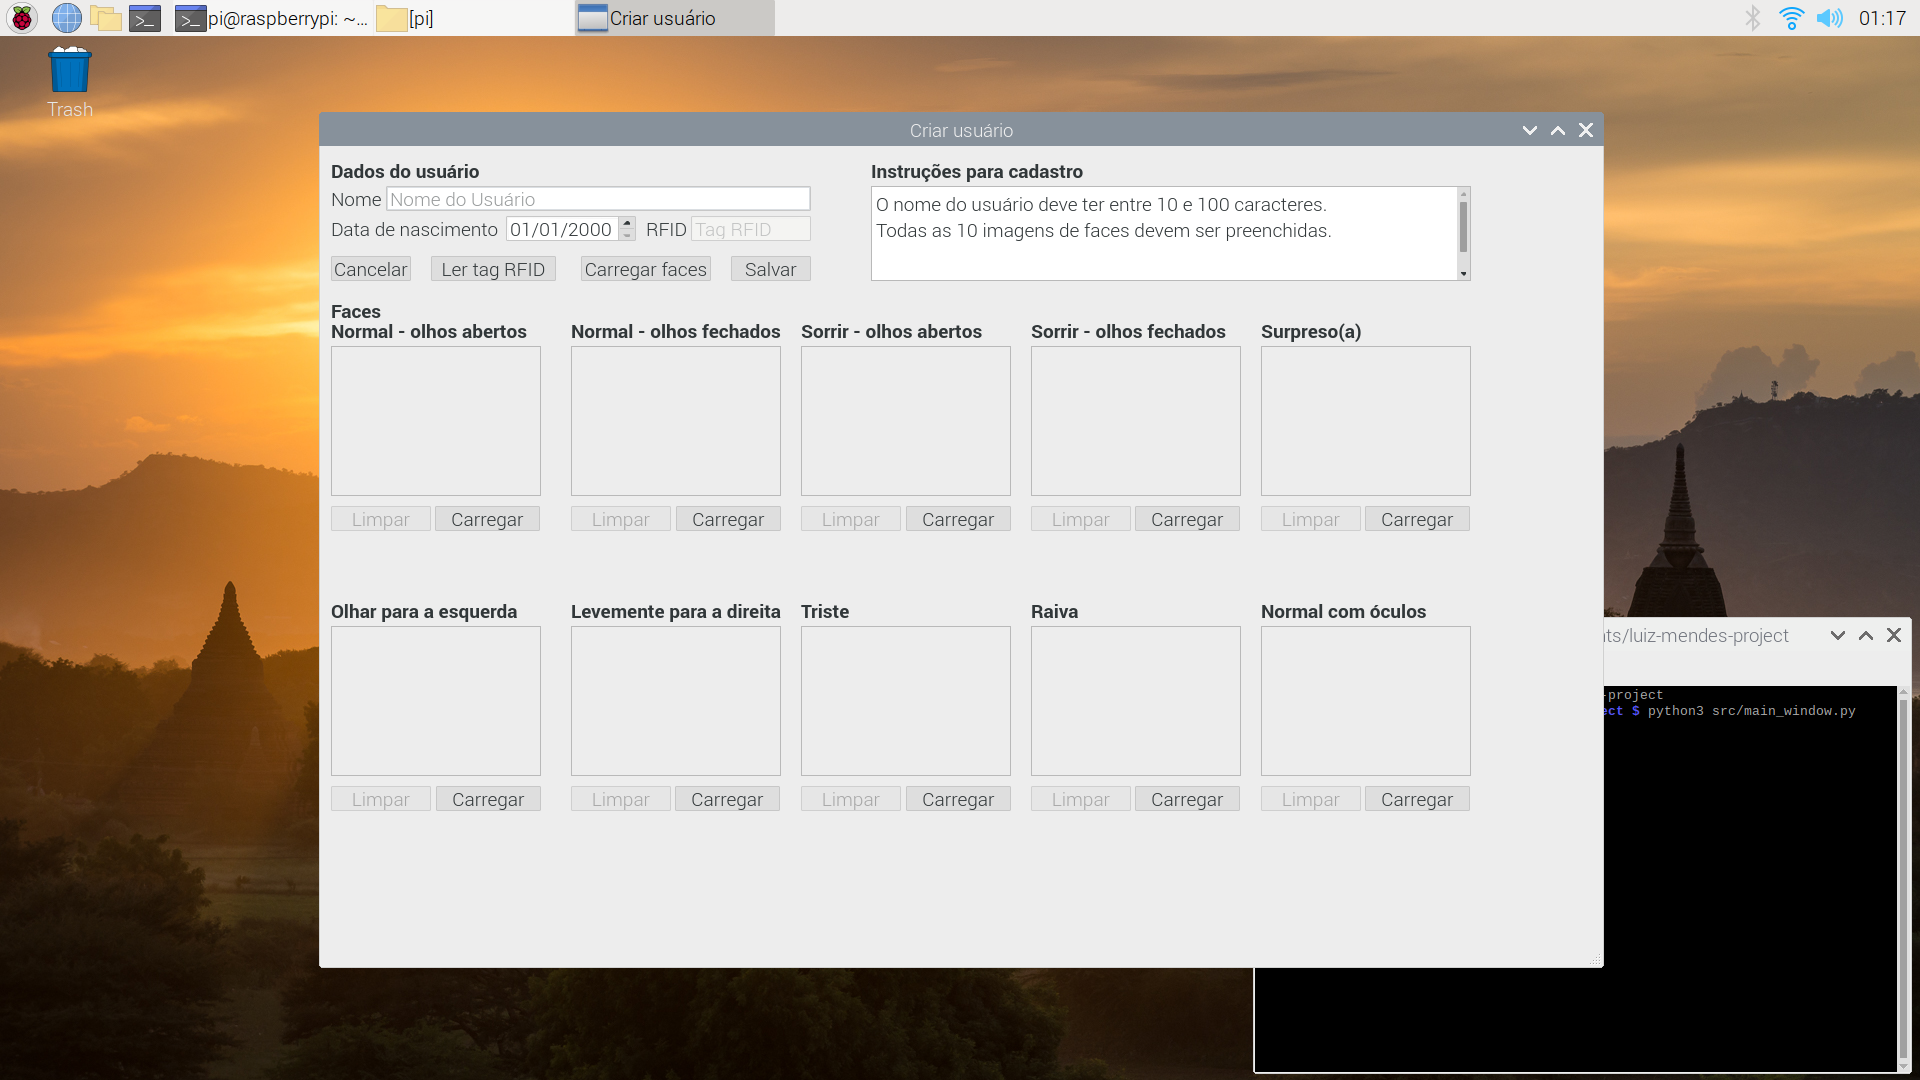 pi@raspberrypi: ~...
[pi]
Criar usuário
01:17
Trash
Criar usuário
Dados do usuário
Nome Nome do Usuário
Data de nascimento 01/01/2000 RFID Tag RFID
Cancelar Ler tag RFID Carregar faces Salvar
Instruções para cadastro
O nome do usuário deve ter entre 10 e 100 caracteres.
Todas as 10 imagens de faces devem ser preenchidas.
Faces
Normal - olhos abertos Normal - olhos fechados Sorrir - olhos abertos Sorrir - olhos fechados Surpreso(a)
Limpar Carregar Limpar Carregar Limpar Carregar Limpar Carregar Limpar Carregar
Olhar para a esquerda Levemente para a direita Triste Raiva Normal com óculos
Limpar Carregar Limpar Carregar Limpar Carregar Limpar Carregar Limpar Carregar
nts/luiz-mendes-project
-project
ect $ python3 src/main_window.py